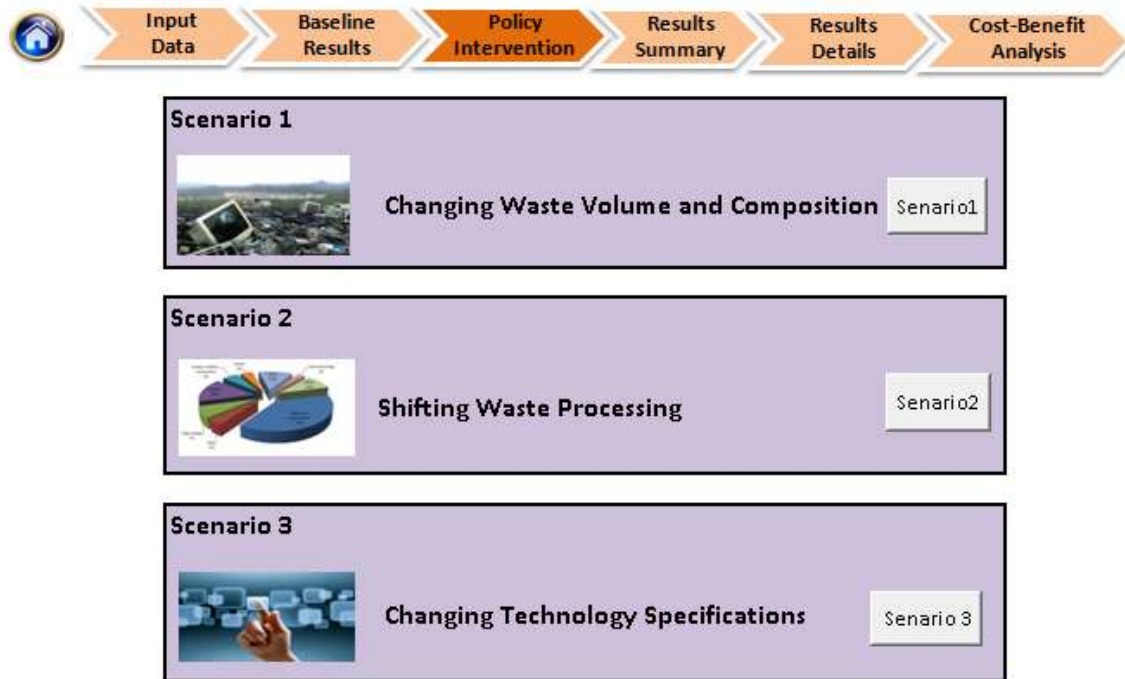 Input
Data
Baseline
Results
Policy
Intervention
Results
Summary
Results
Details
Cost-Benefit
Analysis
Scenario 1
Changing Waste Volume and Composition
Senario1
Scenario 2
Shifting Waste Processing
Senario2
Scenario 3
Changing Technology Specifications
Senario 3